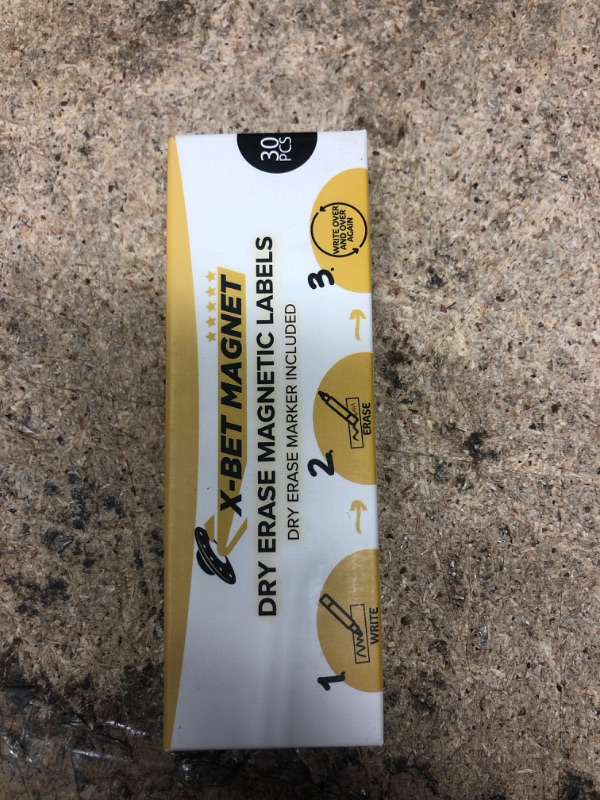 30
PCS
X-BET MAGNET
DRY ERASE MAGNETIC LABELS
DRY ERASE MARKER INCLUDED
1.
WRITE
2.
ERASE
3.
WRITE OVER
AND OVER
AGAIN